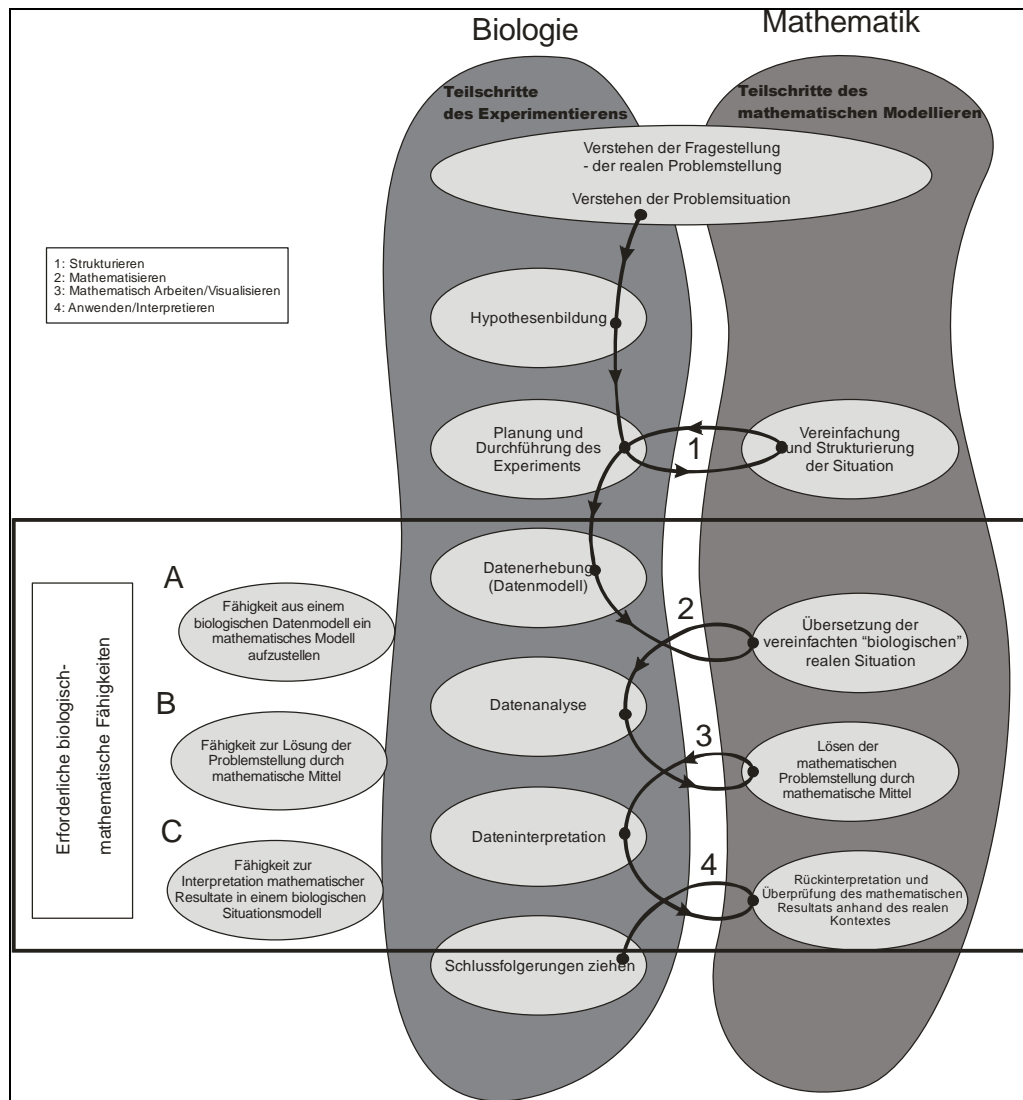 Biologie
Mathematik
Teilschritte
des Experimentierens
Teilschritte des
mathematischen Modellieren
Verstehen der Fragestellung
- der realen Problemstellung
Verstehen der Problemsituation
1: Strukturieren
2: Mathematisieren
3: Mathematisch Arbeiten/Visualisieren
4: Anwenden/Interpretieren
Hypothesenbildung
Planung und
Durchführung des
Experiments
1
Vereinfachung
und Strukturierung
der Situation
Erforderliche biologisch-
mathematische Fähigkeiten
A
Fähigkeit aus einem
biologischen Datenmodell ein
mathematisches Modell
aufzustellen
Datenerhebung
(Datenmodell)
2
Übersetzung der
vereinfachten "biologischen"
realen Situation
B
Fähigkeit zur Lösung der
Problemstellung durch
mathematische Mittel
Datenanalyse
3
Lösen der
mathematischen
Problemstellung durch
mathematische Mittel
C
Fähigkeit zur
Interpretation mathematischer
Resultate in einem biologischen
Situationsmodell
Dateninterpretation
4
Rückinterpretation und
Überprüfung des mathematischen
Resultats anhand des realen
Kontextes
Schlussfolgerungen ziehen